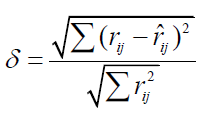 δ = √∑(r_ij − r̂_ij)² / √∑r_ij²